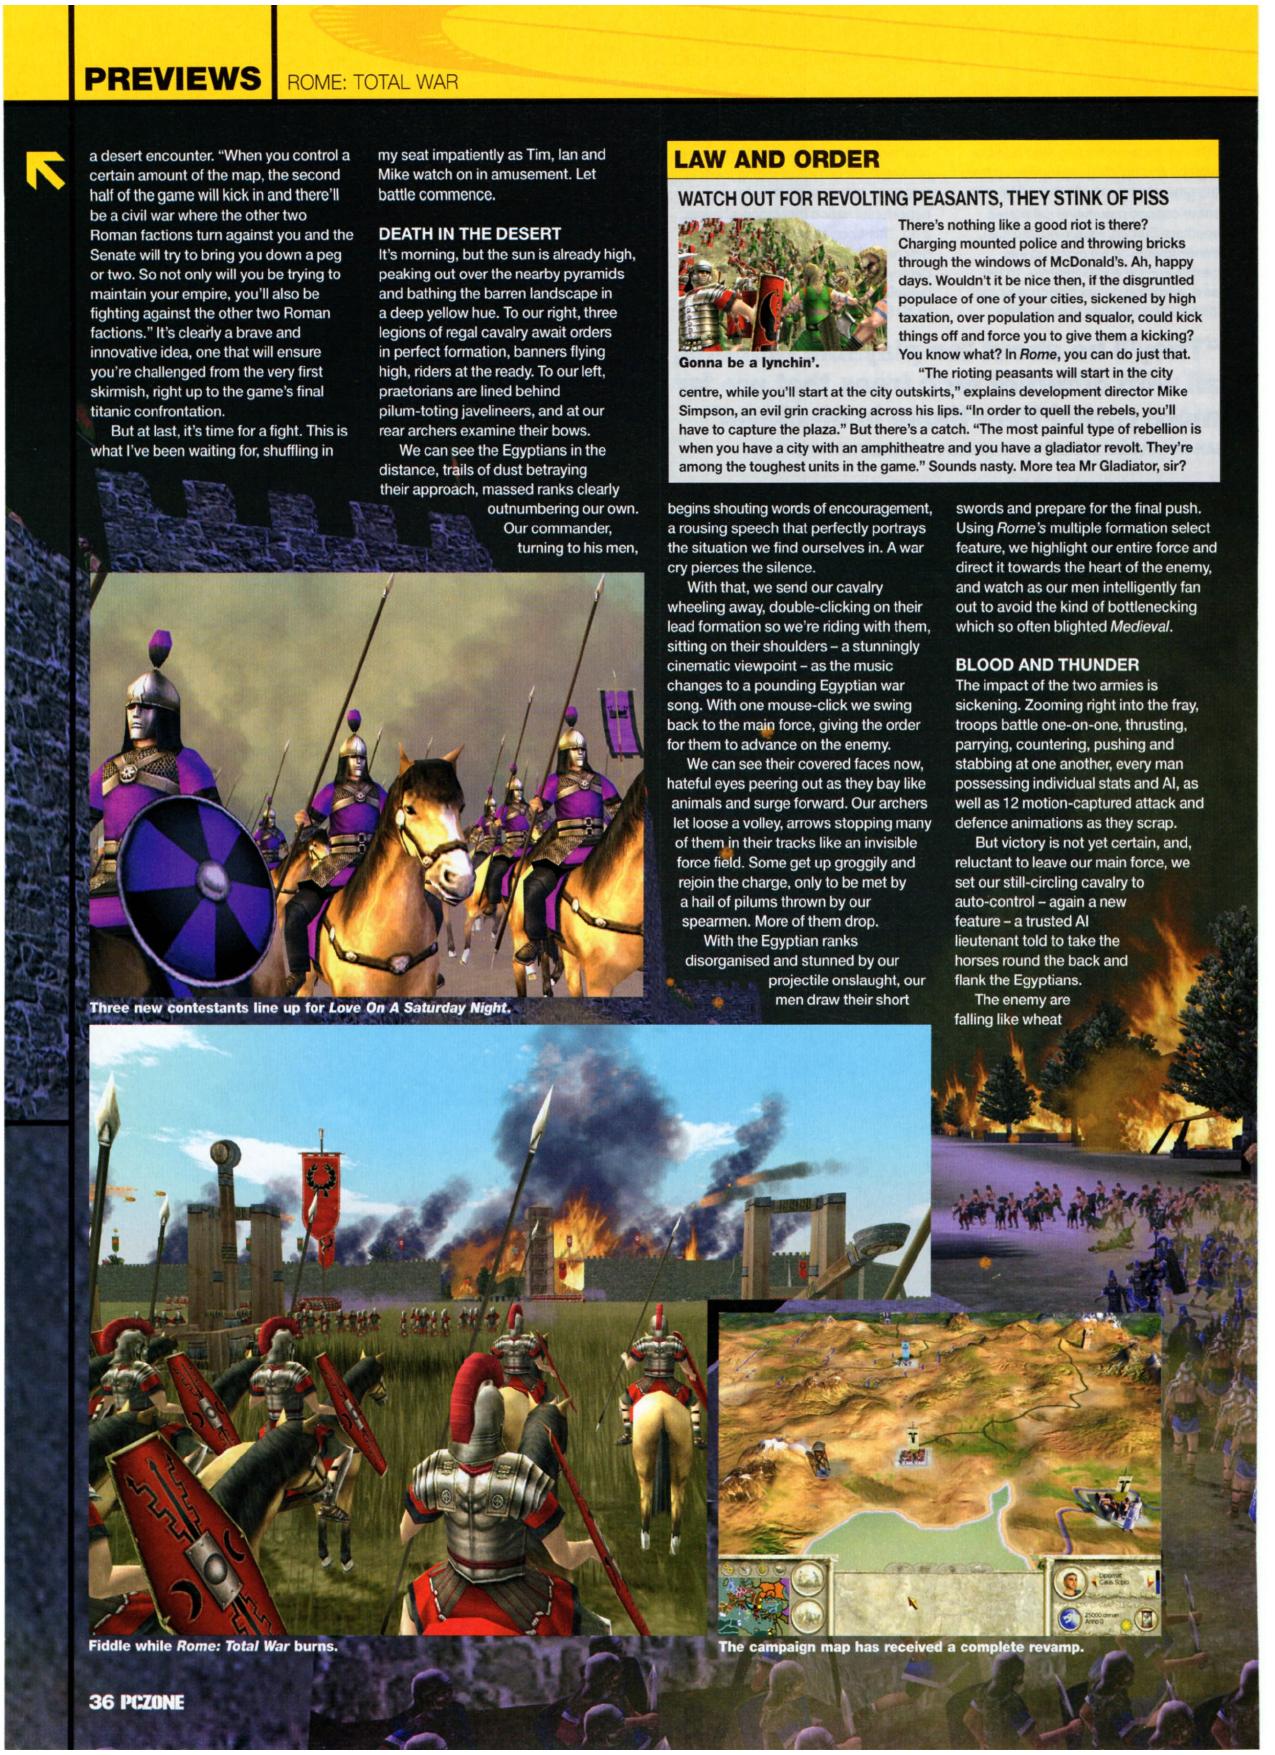 PREVIEWS
ROME: TOTAL WAR
a desert encounter. “When you control a
certain amount of the map, the second
half of the game will kick in and there’ll
be a civil war where the other two
Roman factions turn against you and the
Senate will try to bring you down a peg
or two. So not only will you be trying to
maintain your empire, you’ll also be
fighting against the other two Roman
factions.” It’s clearly a brave and
innovative idea, one that will ensure
you’re challenged from the very first
skirmish, right up to the game’s final
titanic confrontation.
But at last, it’s time for a fight. This is
what I’ve been waiting for, shuffling in
my seat impatiently as Tim, Ian and
Mike watch on in amusement. Let
battle commence.
DEATH IN THE DESERT
It’s morning, but the sun is already high,
peaking out over the nearby pyramids
and bathing the barren landscape in
a deep yellow hue. To our right, three
legions of regal cavalry await orders
in perfect formation, banners flying
high, riders at the ready. To our left,
praetorians are lined behind
pilum-toting javelineers, and at our
rear archers examine their bows.
We can see the Egyptians in the
distance, trails of dust betraying
their approach, massed ranks clearly
outnumbering our own.
Our commander,
turning to his men,
LAW AND ORDER
WATCH OUT FOR REVOLTING PEASANTS, THEY STINK OF PISS
Gonna be a lynchin’.
There’s nothing like a good riot is there?
Charging mounted police and throwing bricks
through the windows of McDonald’s. Ah, happy
days. Wouldn’t it be nice then, if the disgruntled
populace of one of your cities, sickened by high
taxation, over population and squalor, could kick
things off and force you to give them a kicking?
You know what? In Rome, you can do just that.
“The rioting peasants will start in the city
centre, while you’ll start at the city outskirts,” explains development director Mike
Simpson, an evil grin cracking across his lips. “In order to quell the rebels, you’ll
have to capture the plaza.” But there’s a catch. “The most painful type of rebellion is
when you have a city with an amphitheatre and you have a gladiator revolt. They’re
among the toughest units in the game.” Sounds nasty. More tea Mr Gladiator, sir?
begins shouting words of encouragement,
a rousing speech that perfectly portrays
the situation we find ourselves in. A war
cry pierces the silence.
With that, we send our cavalry
wheeling away, double-clicking on their
lead formation so we’re riding with them,
sitting on their shoulders – a stunningly
cinematic viewpoint – as the music
changes to a pounding Egyptian war
song. With one mouse-click we swing
back to the main force, giving the order
for them to advance on the enemy.
We can see their covered faces now,
hateful eyes peering out as they bay like
animals and surge forward. Our archers
let loose a volley, arrows stopping many
of them in their tracks like an invisible
force field. Some get up groggily and
rejoin the charge, only to be met by
a hail of pilums thrown by our
spearmen. More of them drop.
With the Egyptian ranks
disorganised and stunned by our
projectile onslaught, our
men draw their short
swords and prepare for the final push.
Using Rome’s multiple formation select
feature, we highlight our entire force and
direct it towards the heart of the enemy,
and watch as our men intelligently fan
out to avoid the kind of bottlenecking
which so often blighted Medieval.
BLOOD AND THUNDER
The impact of the two armies is
sickening. Zooming right into the fray,
troops battle one-on-one, thrusting,
parrying, countering, pushing and
stabbing at one another, every man
possessing individual stats and AI, as
well as 12 motion-captured attack and
defence animations as they scrap.
But victory is not yet certain, and,
reluctant to leave our main force, we
set our still-circling cavalry to
auto-control – again a new
feature – a trusted AI
lieutenant told to take the
horses round the back and
flank the Egyptians.
The enemy are
falling like wheat
Three new contestants line up for Love On A Saturday Night.
Fiddle while Rome: Total War burns.
Diplomat
25000 denarii
The campaign map has received a complete revamp.
36 PCZONE